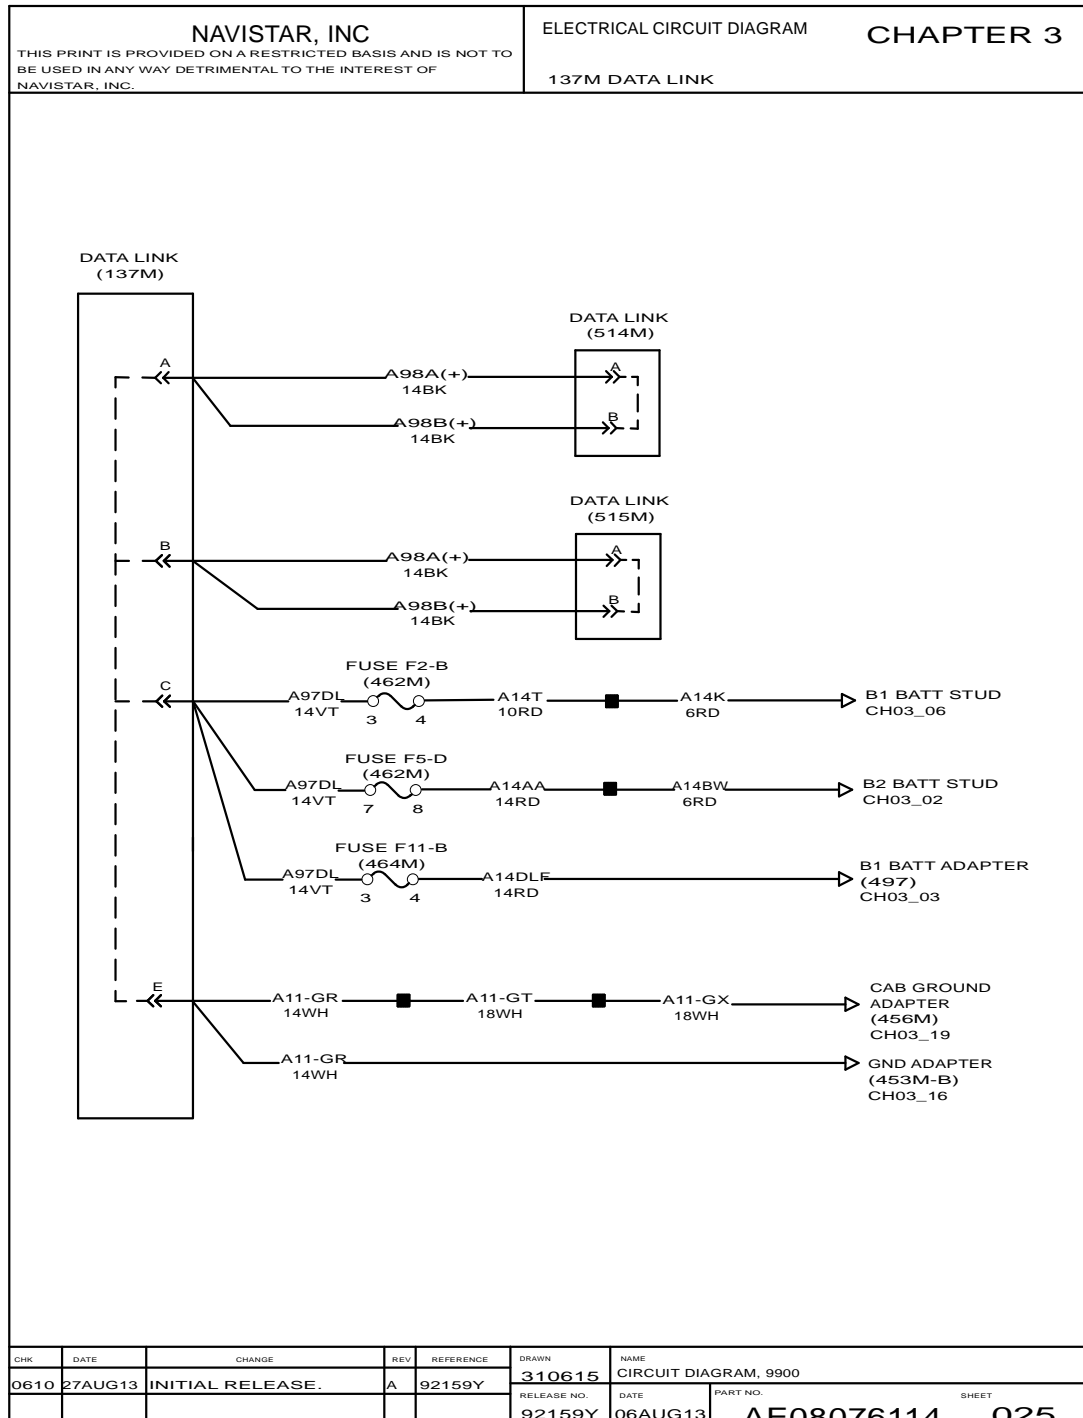 NAVISTAR, INC
THIS PRINT IS PROVIDED ON A RESTRICTED BASIS AND IS NOT TO
BE USED IN ANY WAY DETRIMENTAL TO THE INTEREST OF
NAVISTAR, INC.
ELECTRICAL CIRCUIT DIAGRAM
CHAPTER 3
137M DATA LINK
DATA LINK
(137M)
DATA LINK
(514M)
A
A98A(+)
14BK
A
A98B(+)
14BK
B
DATA LINK
(515M)
B
A98A(+)
14BK
A
A98B(+)
14BK
B
FUSE F2-B
(462M)
C
A97DL
14VT
3
4
A14T
10RD
A14K
6RD
B1 BATT STUD
CH03_06
FUSE F5-D
(462M)
A97DL
14VT
7
8
A14AA
14RD
A14BW
6RD
B2 BATT STUD
CH03_02
FUSE F11-B
(464M)
A97DL
14VT
3
4
A14DLF
14RD
B1 BATT ADAPTER
(497)
CH03_03
E
A11-GR
14WH
A11-GT
18WH
A11-GX
18WH
CAB GROUND
ADAPTER
(456M)
CH03_19
A11-GR
14WH
GND ADAPTER
(453M-B)
CH03_16
CHK
DATE
CHANGE
REV
REFERENCE
0610
27AUG13
INITIAL RELEASE.
A
92159Y
DRAWN
310615
NAME
CIRCUIT DIAGRAM, 9900
RELEASE NO.
92159Y
DATE
06AUG13
PART NO.
AE08076114
SHEET
025